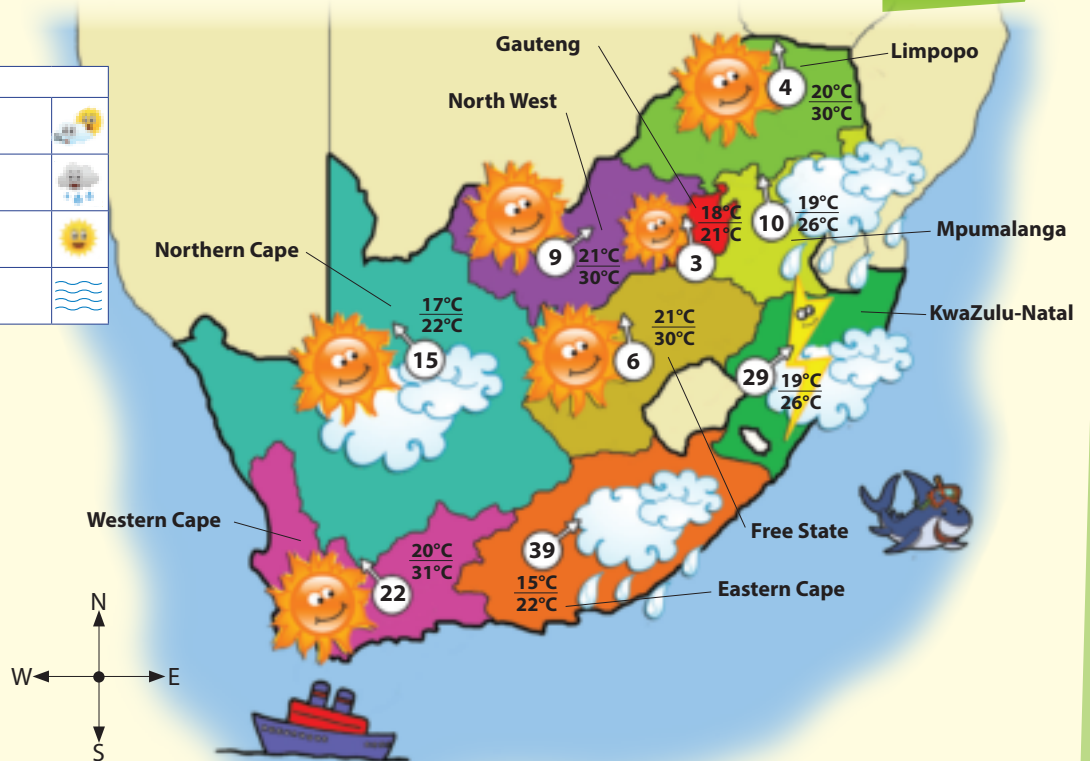 Gauteng
Limpopo
4
20°C
30°C
North West
18°C
21°C
10
19°C
26°C
Mpumalanga
9
21°C
30°C
3
Northern Cape
17°C
22°C
15
21°C
30°C
6
KwaZulu-Natal
29
19°C
26°C
Western Cape
20°C
31°C
22
39
15°C
22°C
Free State
Eastern Cape
N
W
E
S